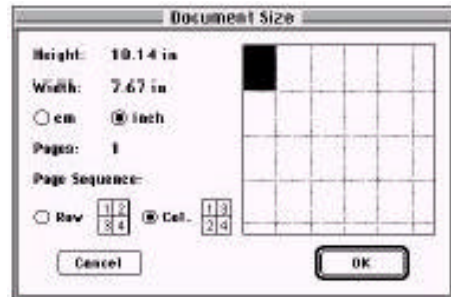 Document Size
Height: 10.14 in
Width: 7.67 in
cm inch
Pages: 1
Page Sequence:
Row 1 2 3 4 Col. 1 3 2 4
Cancel OK